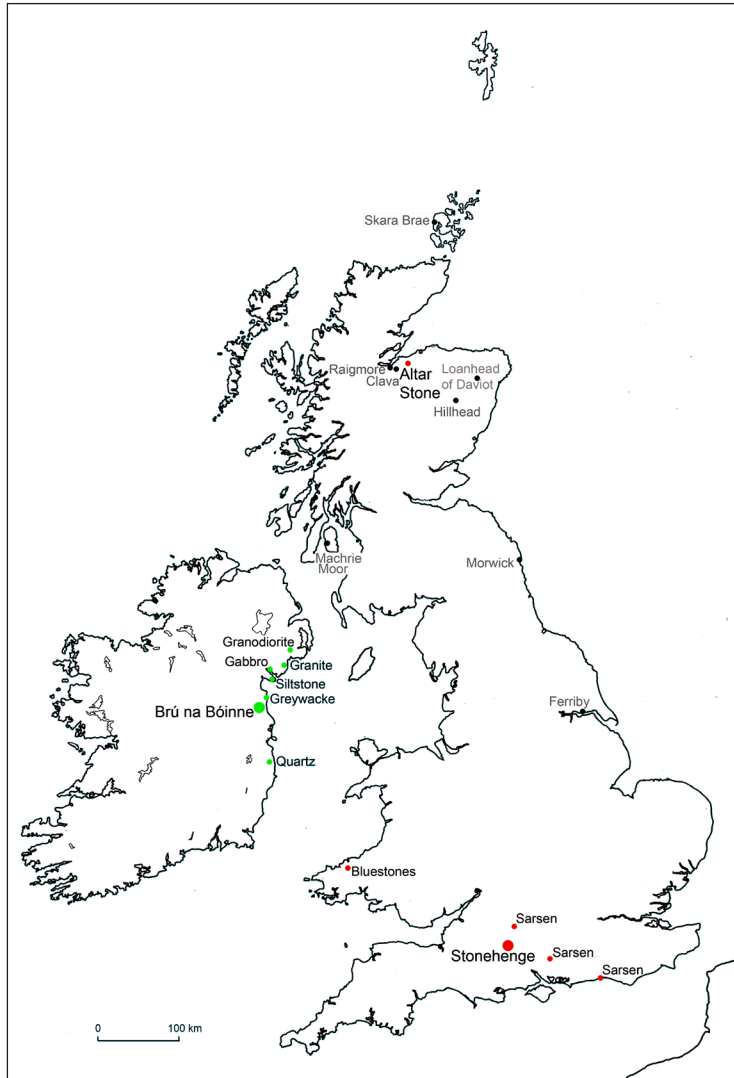 Skara Brae
Raigmore
Clava
Altar
Stone
Loanhead
of Daviot
Hillhead
Machrie
Moor
Morwick
Granodiorite
Gabbro
Granite
Siltstone
Greywacke
Brú na Bóinne
Ferriby
Quartz
Bluestones
Sarsen
Stonehenge
Sarsen
Sarsen
0 100 km